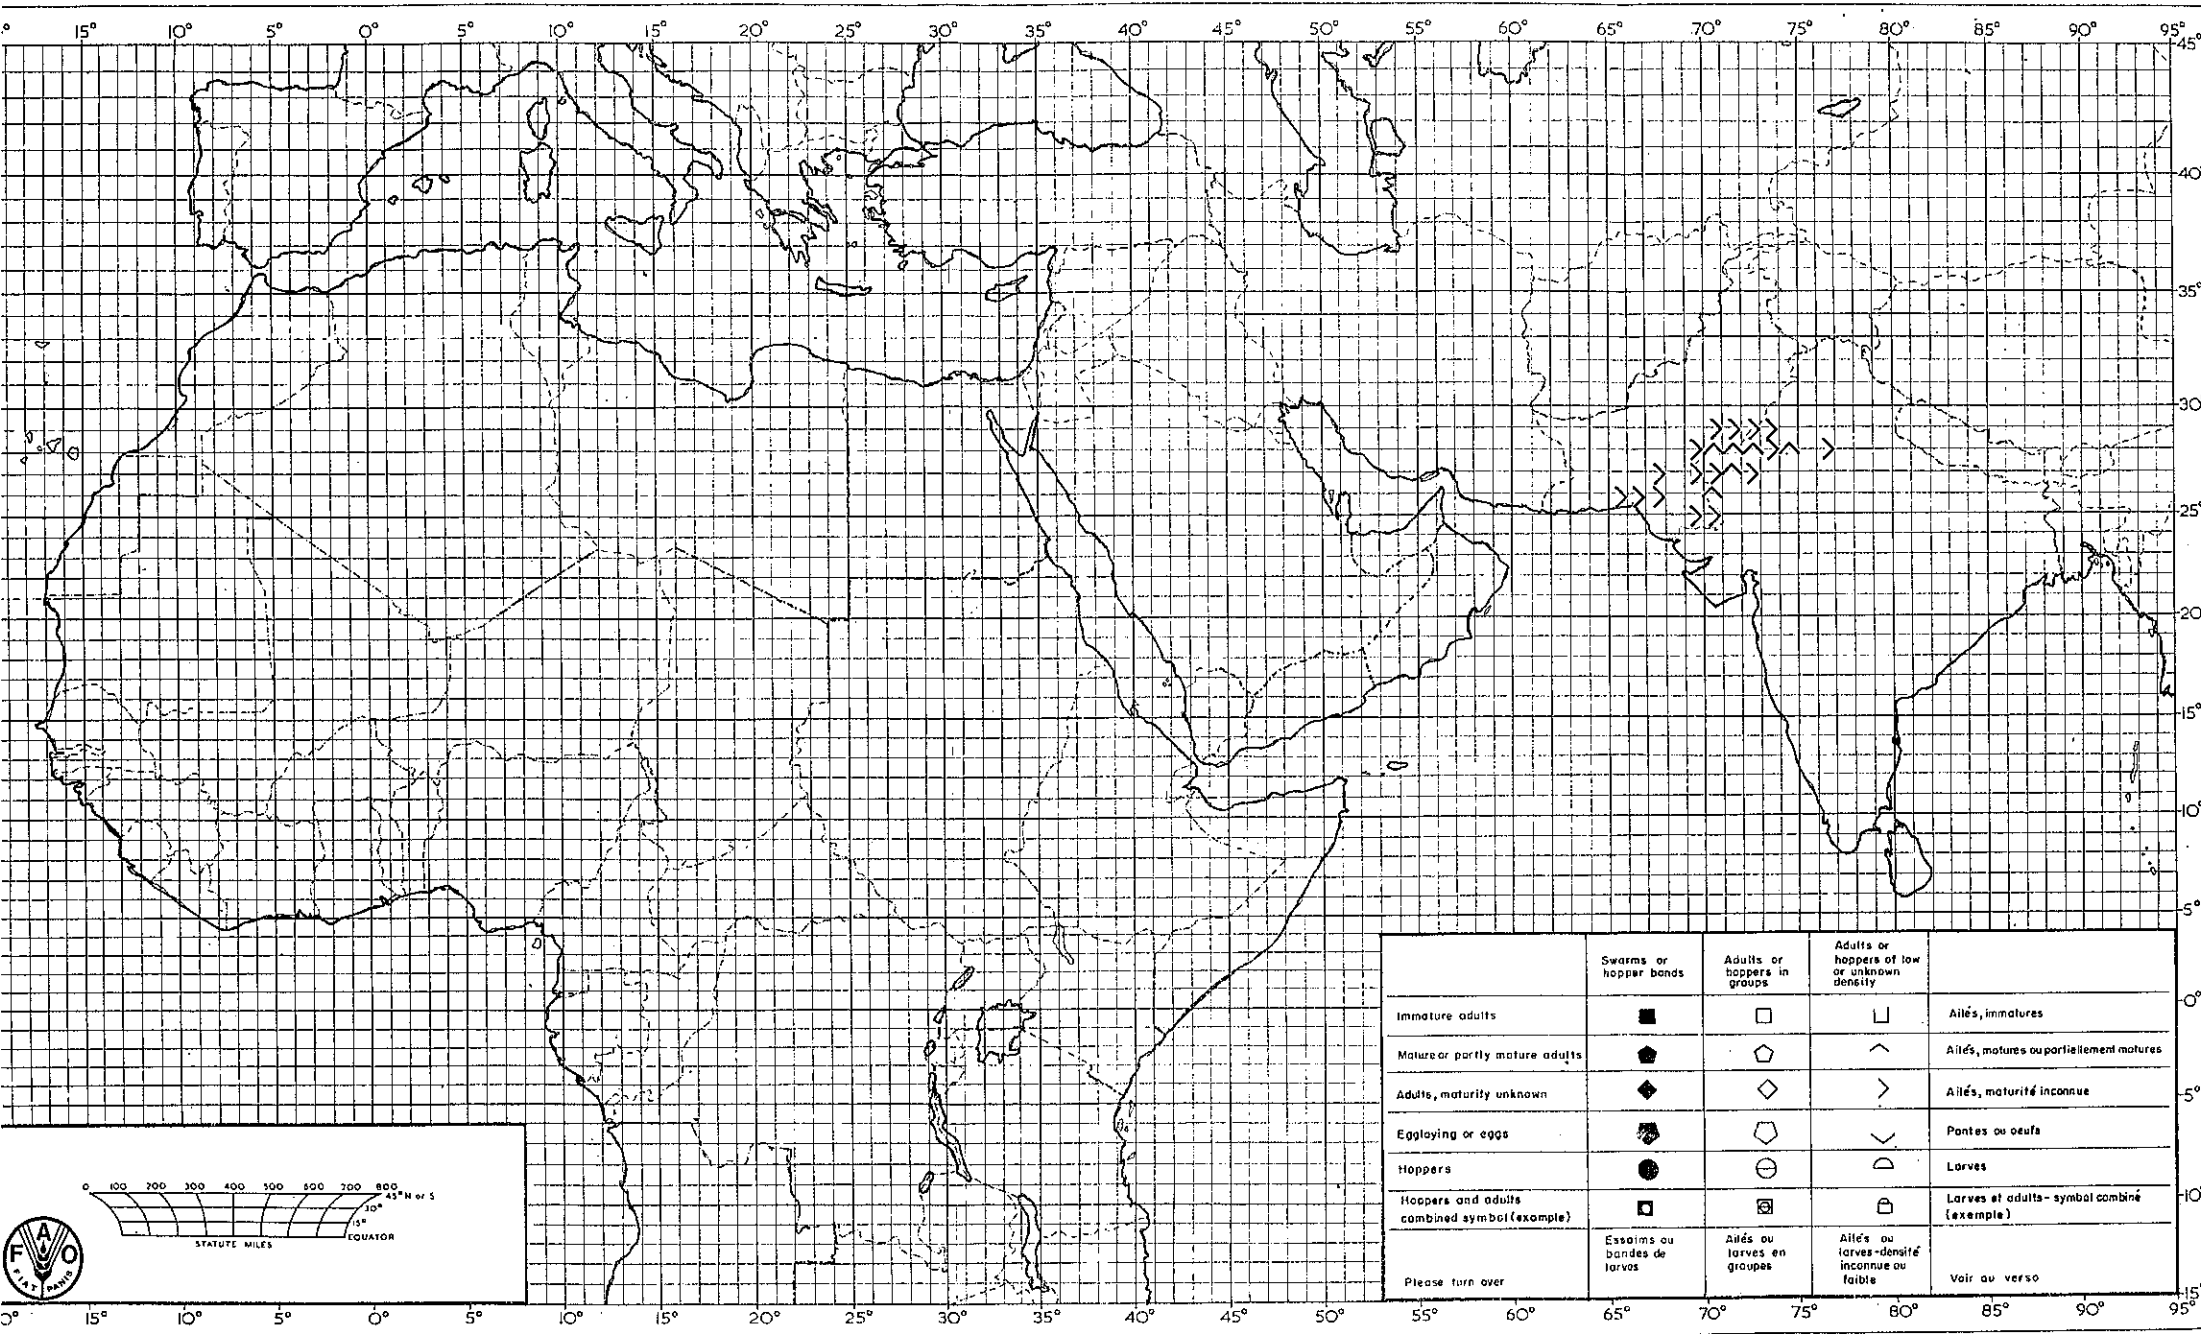 15° 10° 5° 0° 5° 10° 15° 20° 25° 30° 35° 40° 45° 50° 55° 60° 65° 70° 75° 80° 85° 90° 95°
45°
40°
35°
30°
25°
20°
15°
10°
5°
0°
5°
10°
15°
Swarms or
hopper bands
Adults or
hoppers in
groups
Adults or
hoppers of low
or unknown
density
Immature adults
Ailés, immatures
Mature or partly mature adults
Ailés, matures ou partiellement matures
Adults, maturity unknown
Ailés, maturité inconnue
Egglaying or eggs
Pontes ou oeufs
Hoppers
Larves
Hoppers and adults
combined symbol (example)
Larves et adults - symbol combiné
(exemple)
Essaims ou
bandes de
larves
Ailés ou
larves en
groupes
Ailés ou
larves-densité
inconnue ou
faible
Please turn over
Voir au verso
0 100 200 300 400 500 600 700 800
45° N or S
30°
15°
EQUATOR
STATUTE MILES
F A O
FIAT PANIS
15° 10° 5° 0° 5° 10° 15° 20° 25° 30° 35° 40° 45° 50° 55° 60° 65° 70° 75° 80° 85° 90° 95°